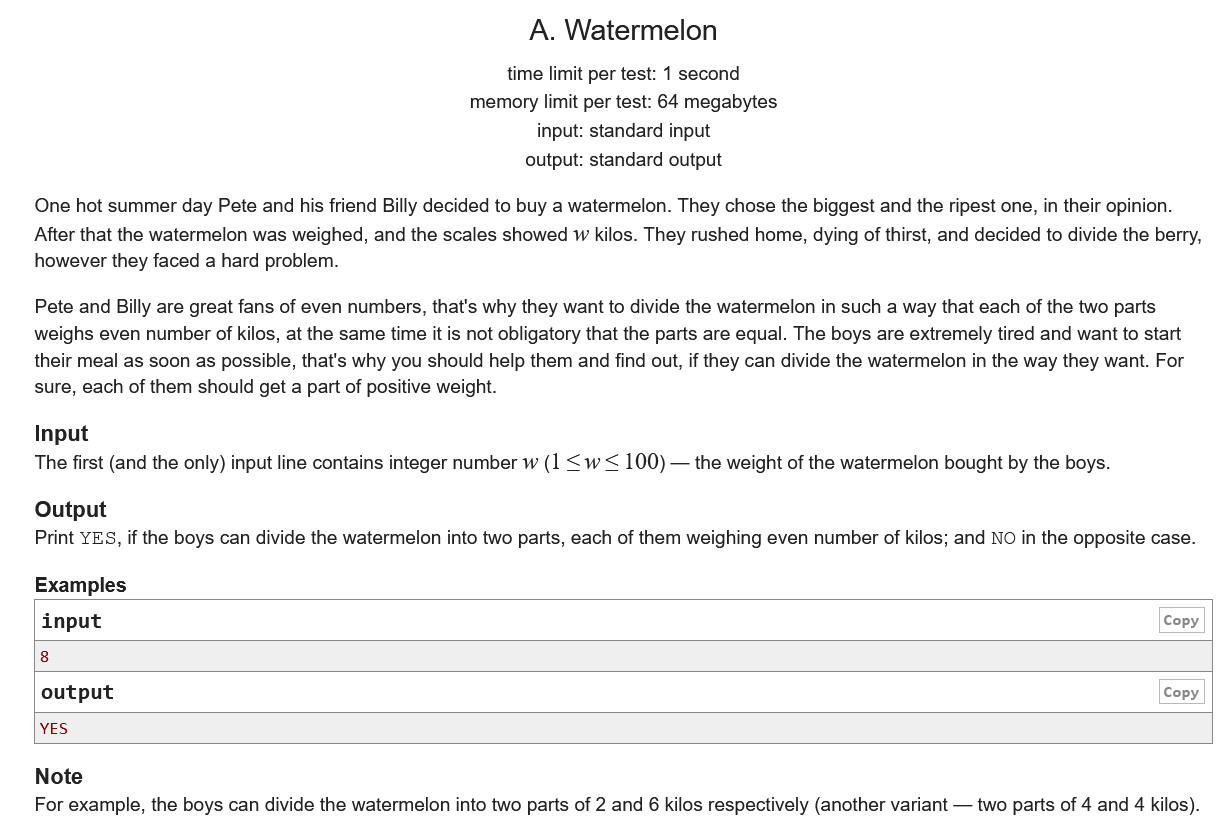 A. Watermelon
time limit per test: 1 second
memory limit per test: 64 megabytes
input: standard input
output: standard output
One hot summer day Pete and his friend Billy decided to buy a watermelon. They chose the biggest and the ripest one, in their opinion.
After that the watermelon was weighed, and the scales showed w kilos. They rushed home, dying of thirst, and decided to divide the berry,
however they faced a hard problem.
Pete and Billy are great fans of even numbers, that's why they want to divide the watermelon in such a way that each of the two parts
weighs even number of kilos, at the same time it is not obligatory that the parts are equal. The boys are extremely tired and want to start
their meal as soon as possible, that's why you should help them and find out, if they can divide the watermelon in the way they want. For
sure, each of them should get a part of positive weight.
Input
The first (and the only) input line contains integer number w (1 ≤ w ≤ 100) — the weight of the watermelon bought by the boys.
Output
Print YES, if the boys can divide the watermelon into two parts, each of them weighing even number of kilos; and NO in the opposite case.
Examples
input Copy
8
output Copy
YES
Note
For example, the boys can divide the watermelon into two parts of 2 and 6 kilos respectively (another variant — two parts of 4 and 4 kilos).